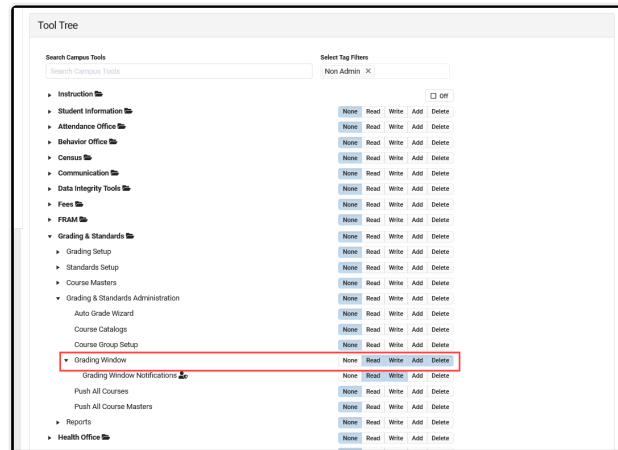 Tool Tree
Search Campus Tools Select Tag Filters
Search Campus Tools Non Admin ×
Instruction Off
Student Information None Read Write Add Delete
Attendance Office None Read Write Add Delete
Behavior Office None Read Write Add Delete
Census None Read Write Add Delete
Communication None Read Write Add Delete
Data Integrity Tools None Read Write Add Delete
Fees None Read Write Add Delete
FRAM None Read Write Add Delete
Grading & Standards None Read Write Add Delete
Grading Setup None Read Write Add Delete
Standards Setup None Read Write Add Delete
Course Masters None Read Write Add Delete
Grading & Standards Administration None Read Write Add Delete
Auto Grade Wizard None Read Write Add Delete
Course Catalogs None Read Write Add Delete
Course Group Setup None Read Write Add Delete
Grading Window None Read Write Add Delete
Grading Window Notifications None Read Write Add Delete
Push All Courses None Read Write Add Delete
Push All Course Masters None Read Write Add Delete
Reports None Read Write Add Delete
Health Office None Read Write Add Delete